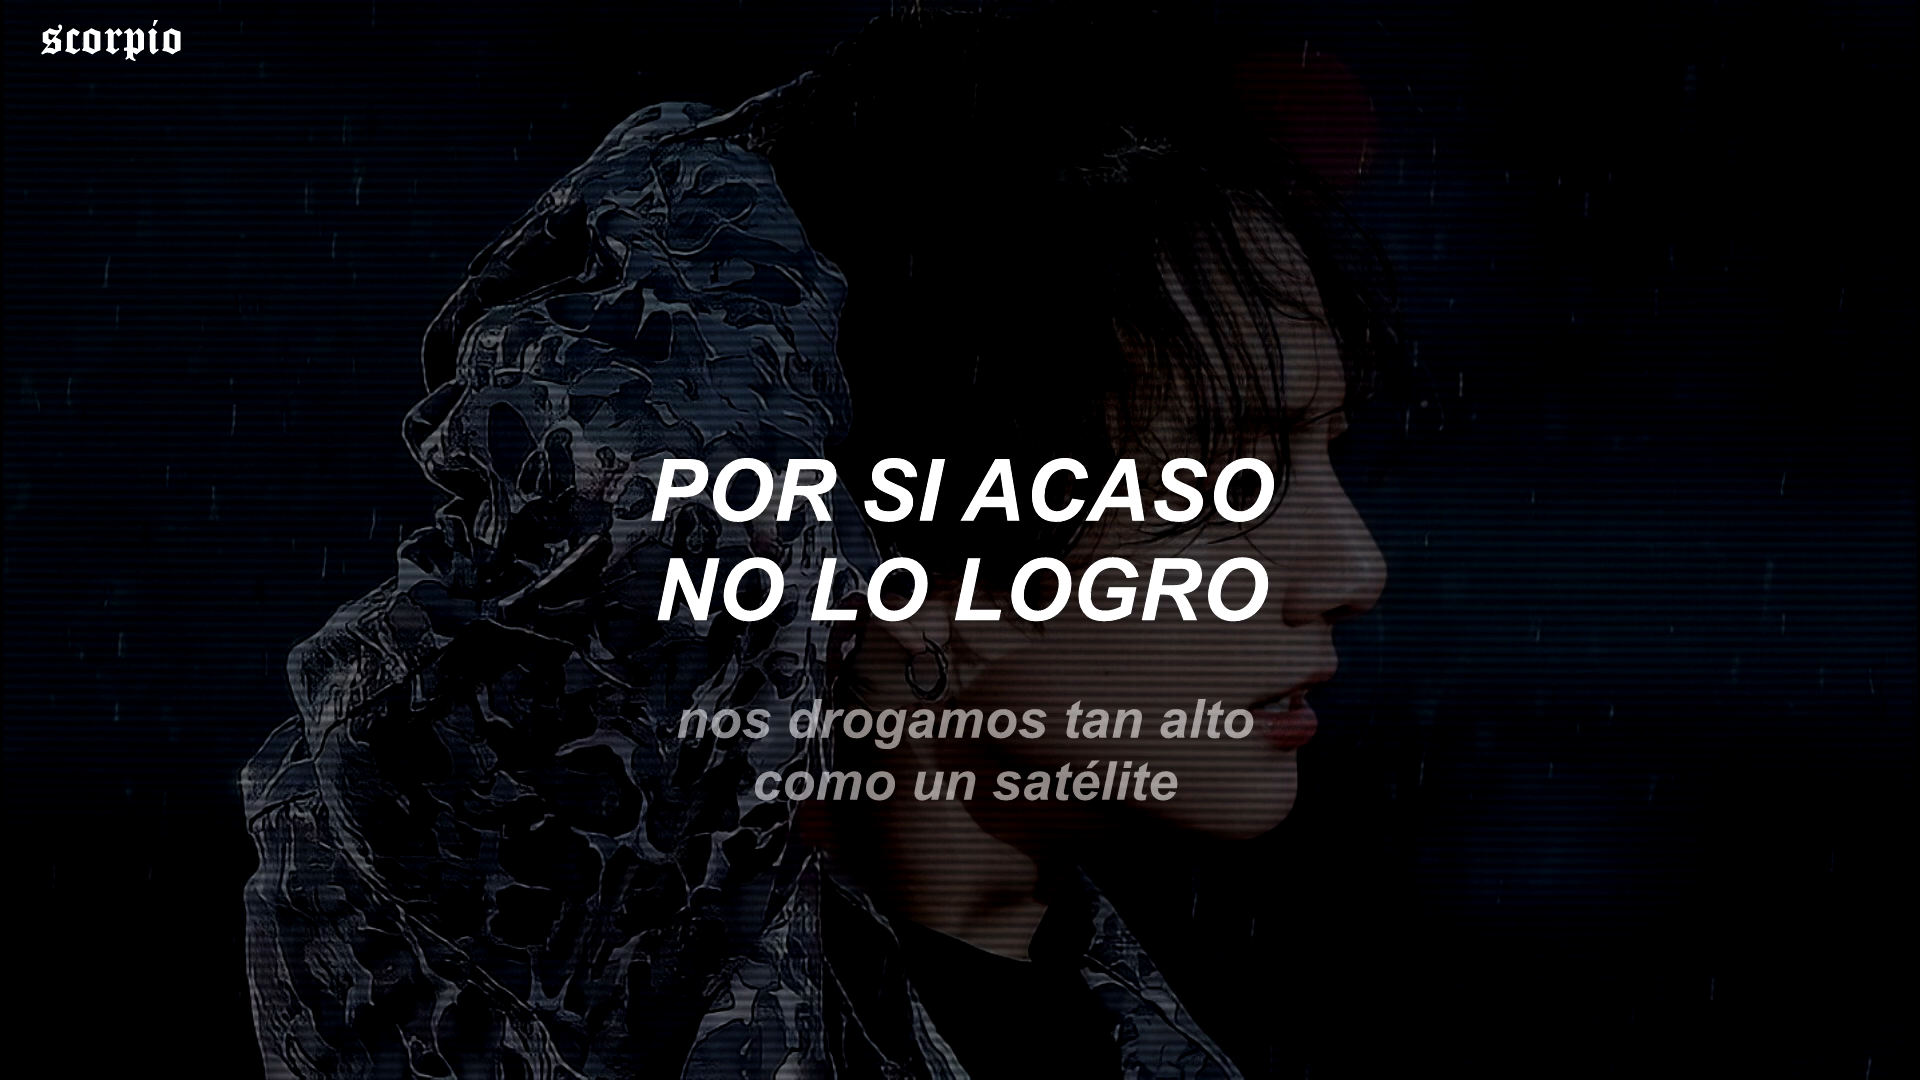 scorpio
POR SI ACASO
NO LO LOGRO
nos drogamos tan alto
como un satélite